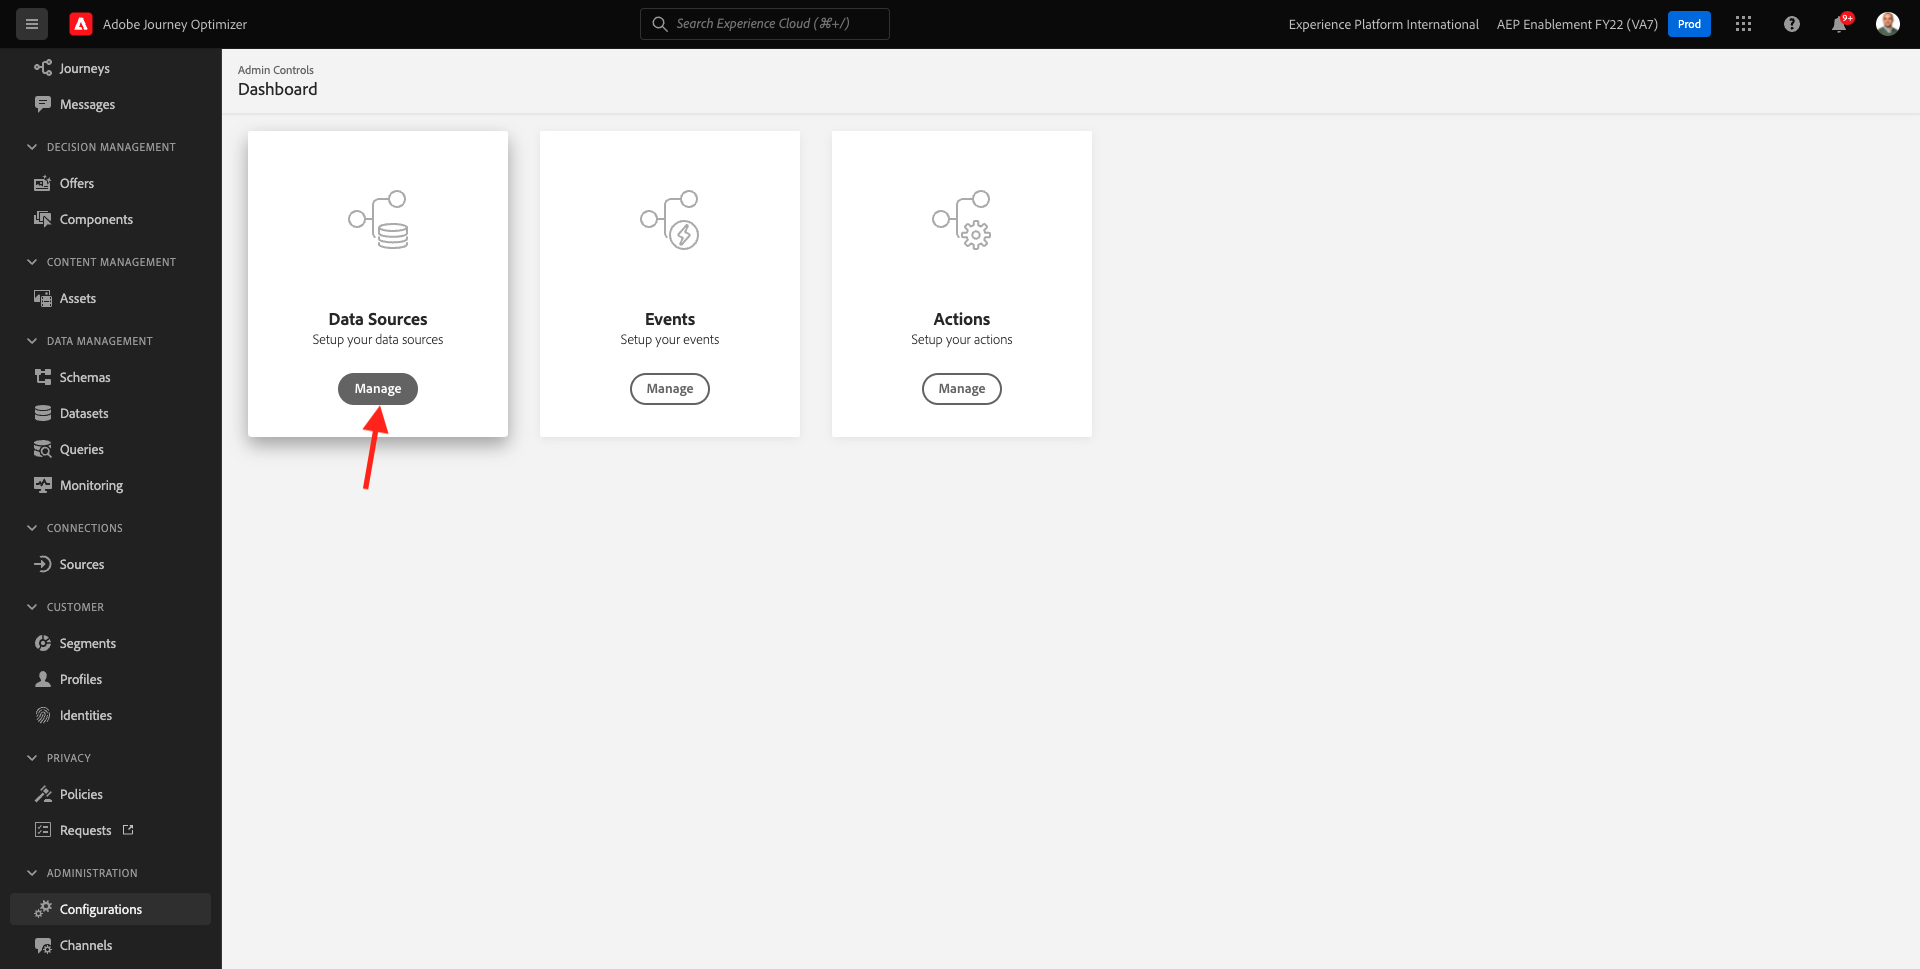 Adobe Journey Optimizer
Search Experience Cloud (⌘+/)
Experience Platform International
AEP Enablement FY22 (VA7)
Prod
9+
Journeys
Messages
DECISION MANAGEMENT
Offers
Components
CONTENT MANAGEMENT
Assets
DATA MANAGEMENT
Schemas
Datasets
Queries
Monitoring
CONNECTIONS
Sources
CUSTOMER
Segments
Profiles
Identities
PRIVACY
Policies
Requests
ADMINISTRATION
Configurations
Channels
Admin Controls
Dashboard
Data Sources
Setup your data sources
Manage
Events
Setup your events
Manage
Actions
Setup your actions
Manage